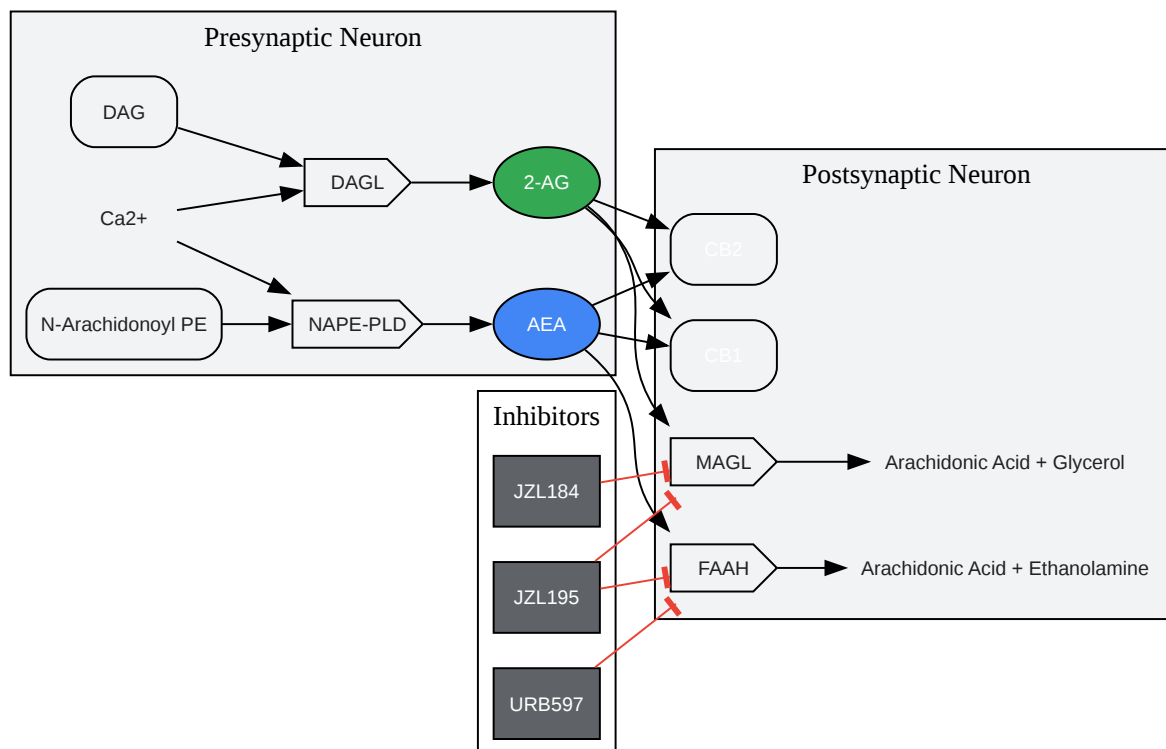 Presynaptic Neuron
DAG
DAGL
2-AG
Ca2+
N-Arachidonoyl PE
NAPE-PLD
AEA
Postsynaptic Neuron
CB2
CB1
MAGL
Arachidonic Acid + Glycerol
FAAH
Arachidonic Acid + Ethanolamine
Inhibitors
JZL184
JZL195
URB597